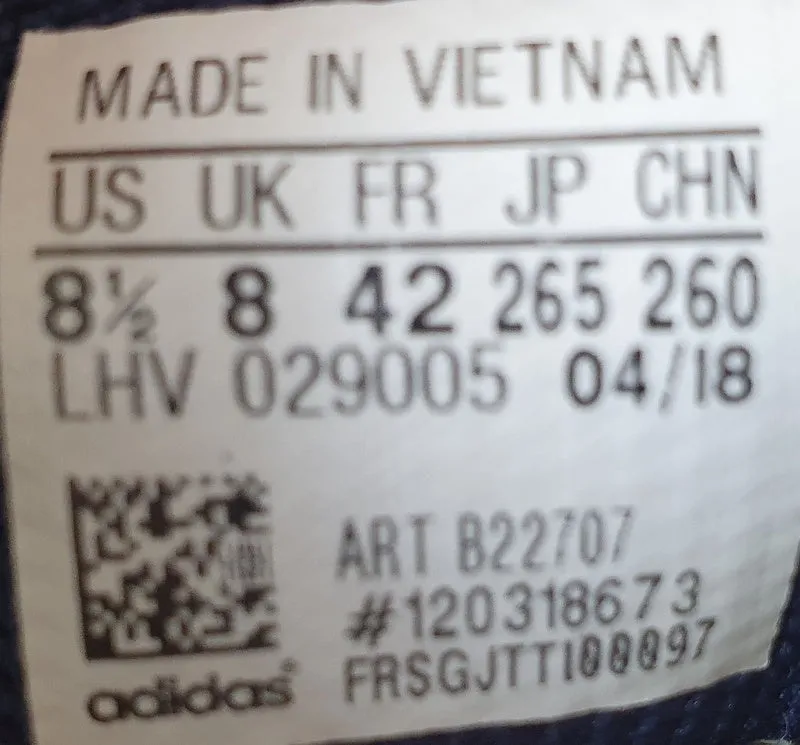 MADE IN VIETNAM
US UK FR JP CHN
8½ 8 42 265 260
LHV 029005 04/18
ART B22707
#120318673
FRSGJTTI00097
adidas